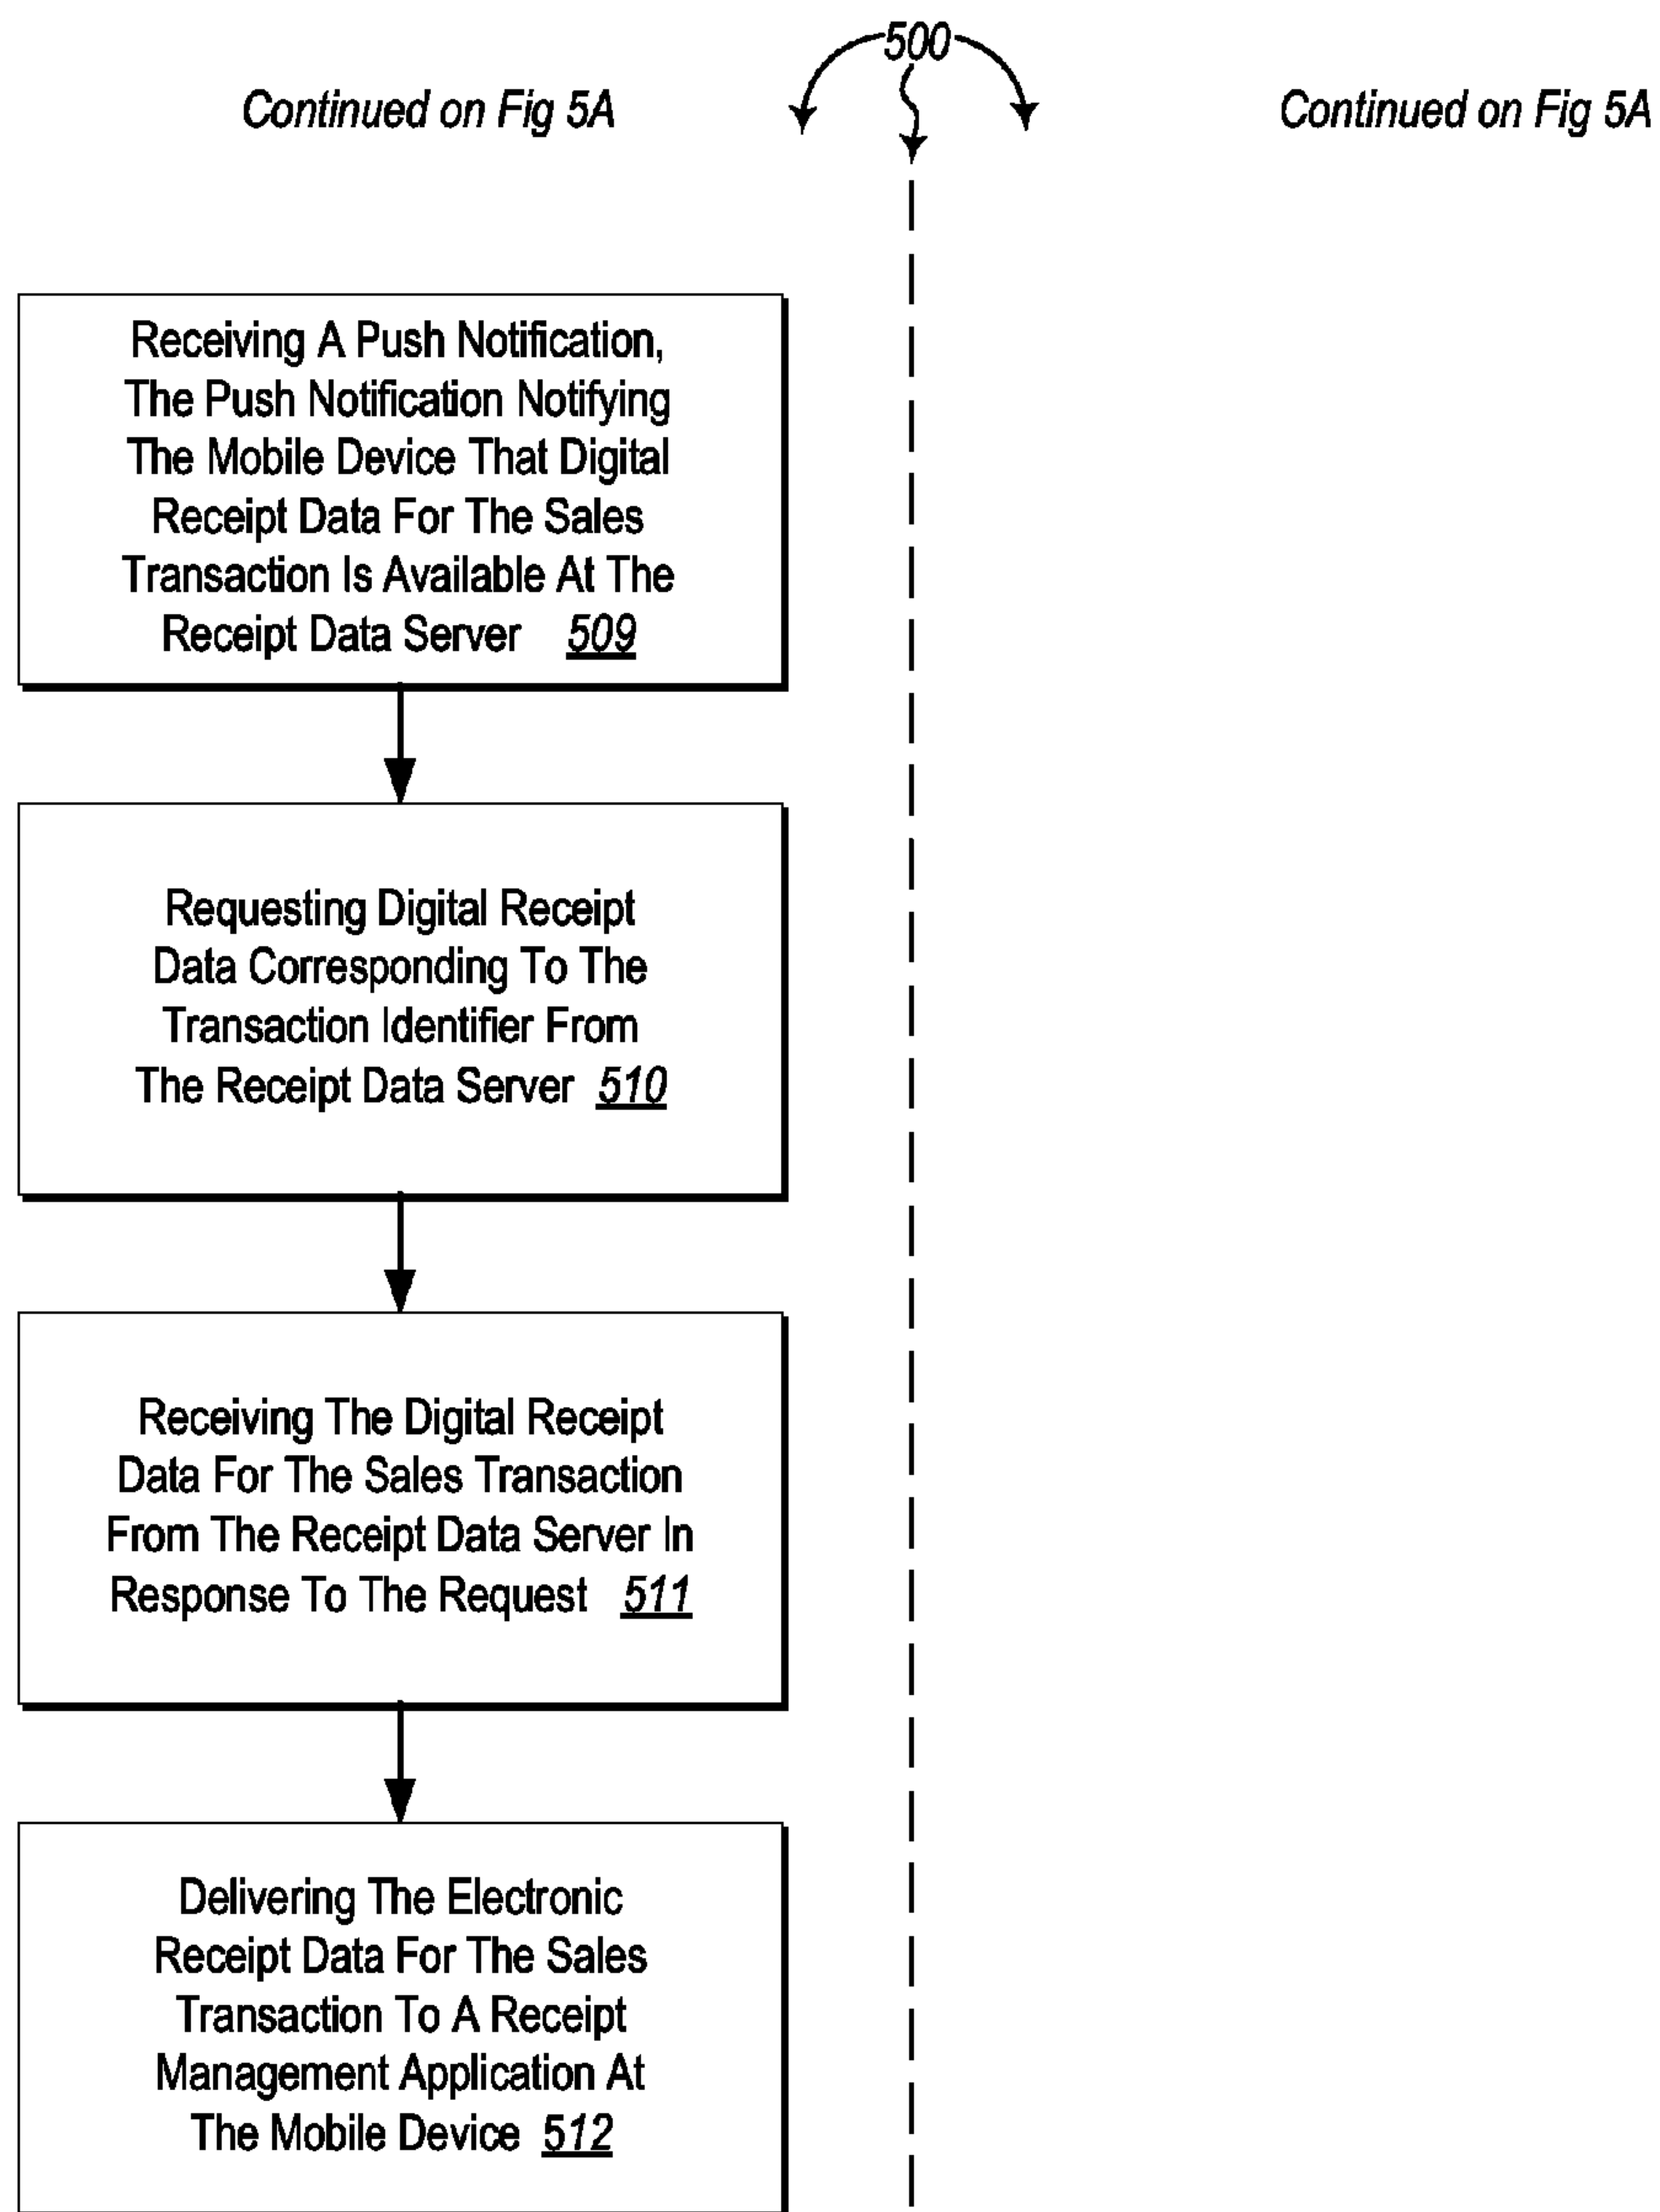 500
Continued on Fig 5A
Continued on Fig 5A
Receiving A Push Notification,
The Push Notification Notifying
The Mobile Device That Digital
Receipt Data For The Sales
Transaction Is Available At The
Receipt Data Server 509
Requesting Digital Receipt
Data Corresponding To The
Transaction Identifier From
The Receipt Data Server 510
Receiving The Digital Receipt
Data For The Sales Transaction
From The Receipt Data Server In
Response To The Request 511
Delivering The Electronic
Receipt Data For The Sales
Transaction To A Receipt
Management Application At
The Mobile Device 512